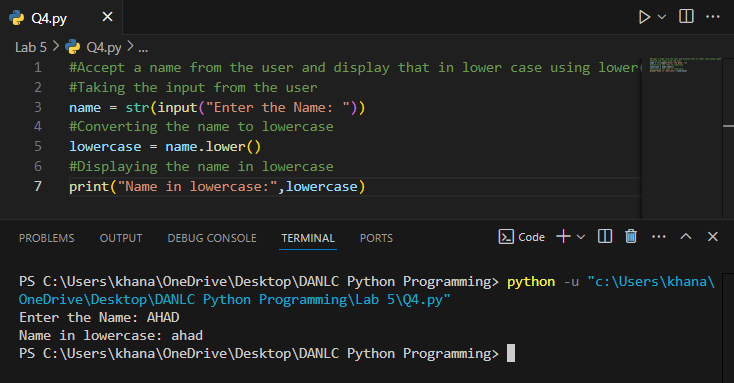 Q4.py
Lab 5 > Q4.py > ...
1 #Accept a name from the user and display that in lower case using lower(
2 #Taking the input from the user
3 name = str(input("Enter the Name: "))
4 #Converting the name to lowercase
5 lowercase = name.lower()
6 #Displaying the name in lowercase
7 print("Name in lowercase:",lowercase)
PROBLEMS OUTPUT DEBUG CONSOLE TERMINAL PORTS Code
PS C:\Users\khana\OneDrive\Desktop\DANLC Python Programming> python -u "c:\Users\khana\
OneDrive\Desktop\DANLC Python Programming\Lab 5\Q4.py"
Enter the Name: AHAD
Name in lowercase: ahad
PS C:\Users\khana\OneDrive\Desktop\DANLC Python Programming>